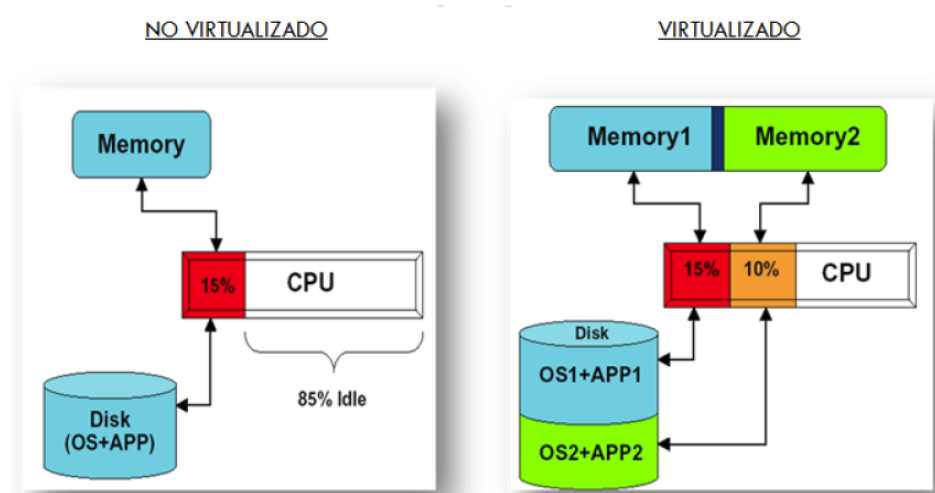 NO VIRTUALIZADO
Memory
15%
CPU
85% Idle
Disk
(OS+APP)
VIRTUALIZADO
Memory1
Memory2
15%
10%
CPU
Disk
OS1+APP1
OS2+APP2